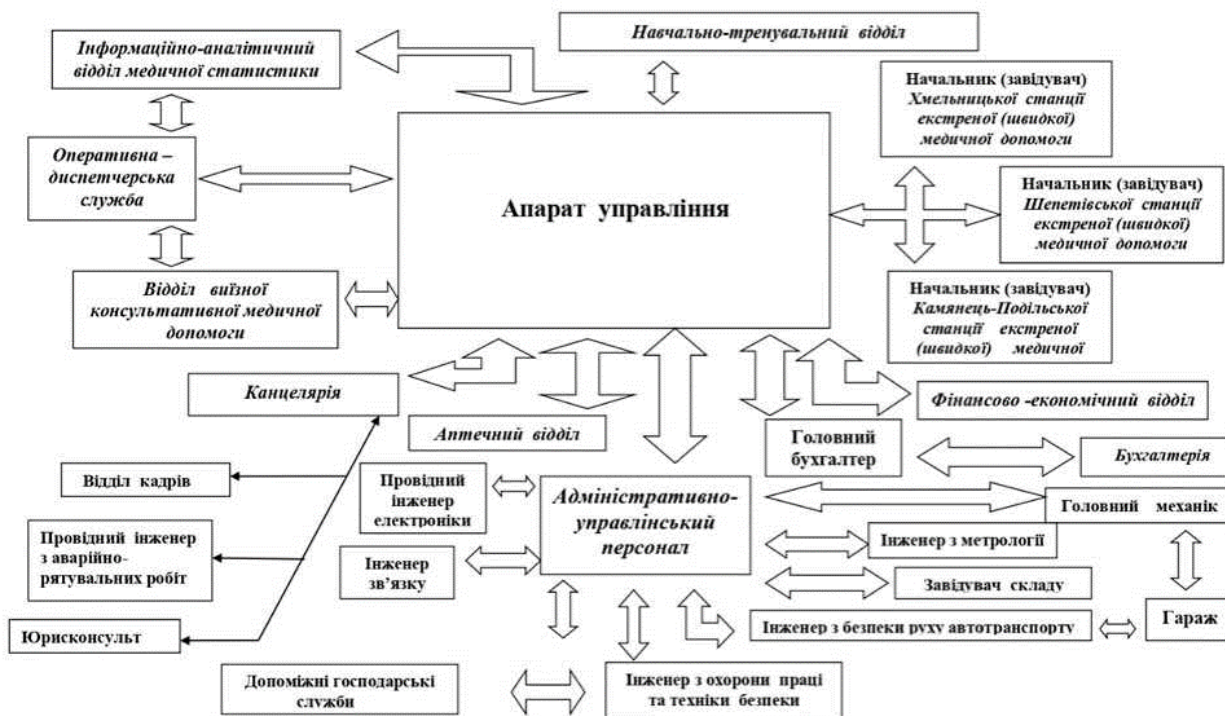 Навчально-тренувальний відділ
Інформаційно-аналітичний
відділ медичної статистики
Начальник (завідувач)
Хмельницької станції
екстреної (швидкої)
медичної допомоги
Оперативна –
диспетчерська
служба
Апарат управління
Начальник (завідувач)
Шепетівської станції
екстреної (швидкої)
медичної допомоги
Відділ виїзної
консультативної медичної
допомоги
Начальник (завідувач)
Камянець-Подільської
станції екстреної
(швидкої) медичної
Канцелярія
Фінансово -економічний відділ
Аптечний відділ
Головний
бухгалтер
Бухгалтерія
Відділ кадрів
Провідний
інженер
електроніки
Адміністративно-
управлінський
персонал
Головний механік
Провідний інженер
з аварійно-
рятувальних робіт
Інженер
зв’язку
Інженер з метрології
Завідувач складу
Юрисконсульт
Інженер з безпеки руху автотранспорту
Гараж
Допоміжні господарські
служби
Інженер з охорони праці
та техніки безпеки